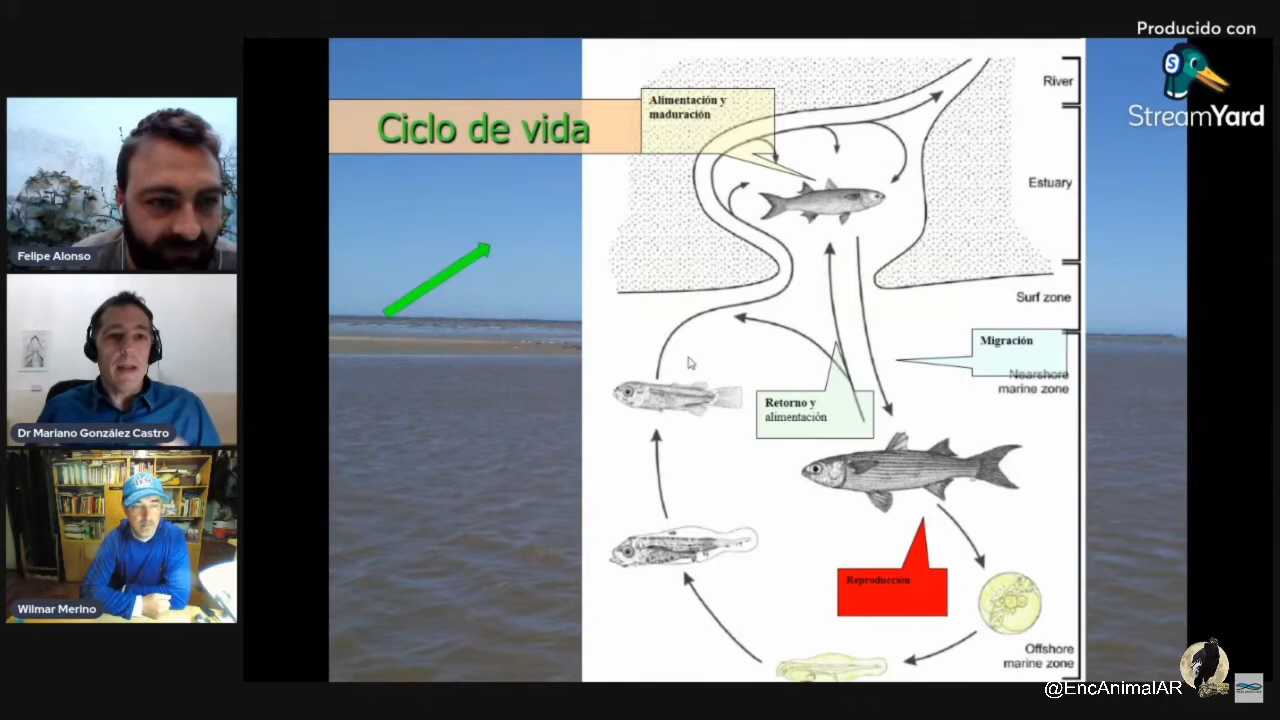 Producido con
StreamYard
Felipe Alonso
Dr Mariano González Castro
Wilmar Merino
Ciclo de vida
Alimentación y
maduración
River
Estuary
Surf zone
Migración
Nearshore
marine zone
Retorno y
alimentación
Reproducción
Offshore
marine zone
@EncAnimalAR